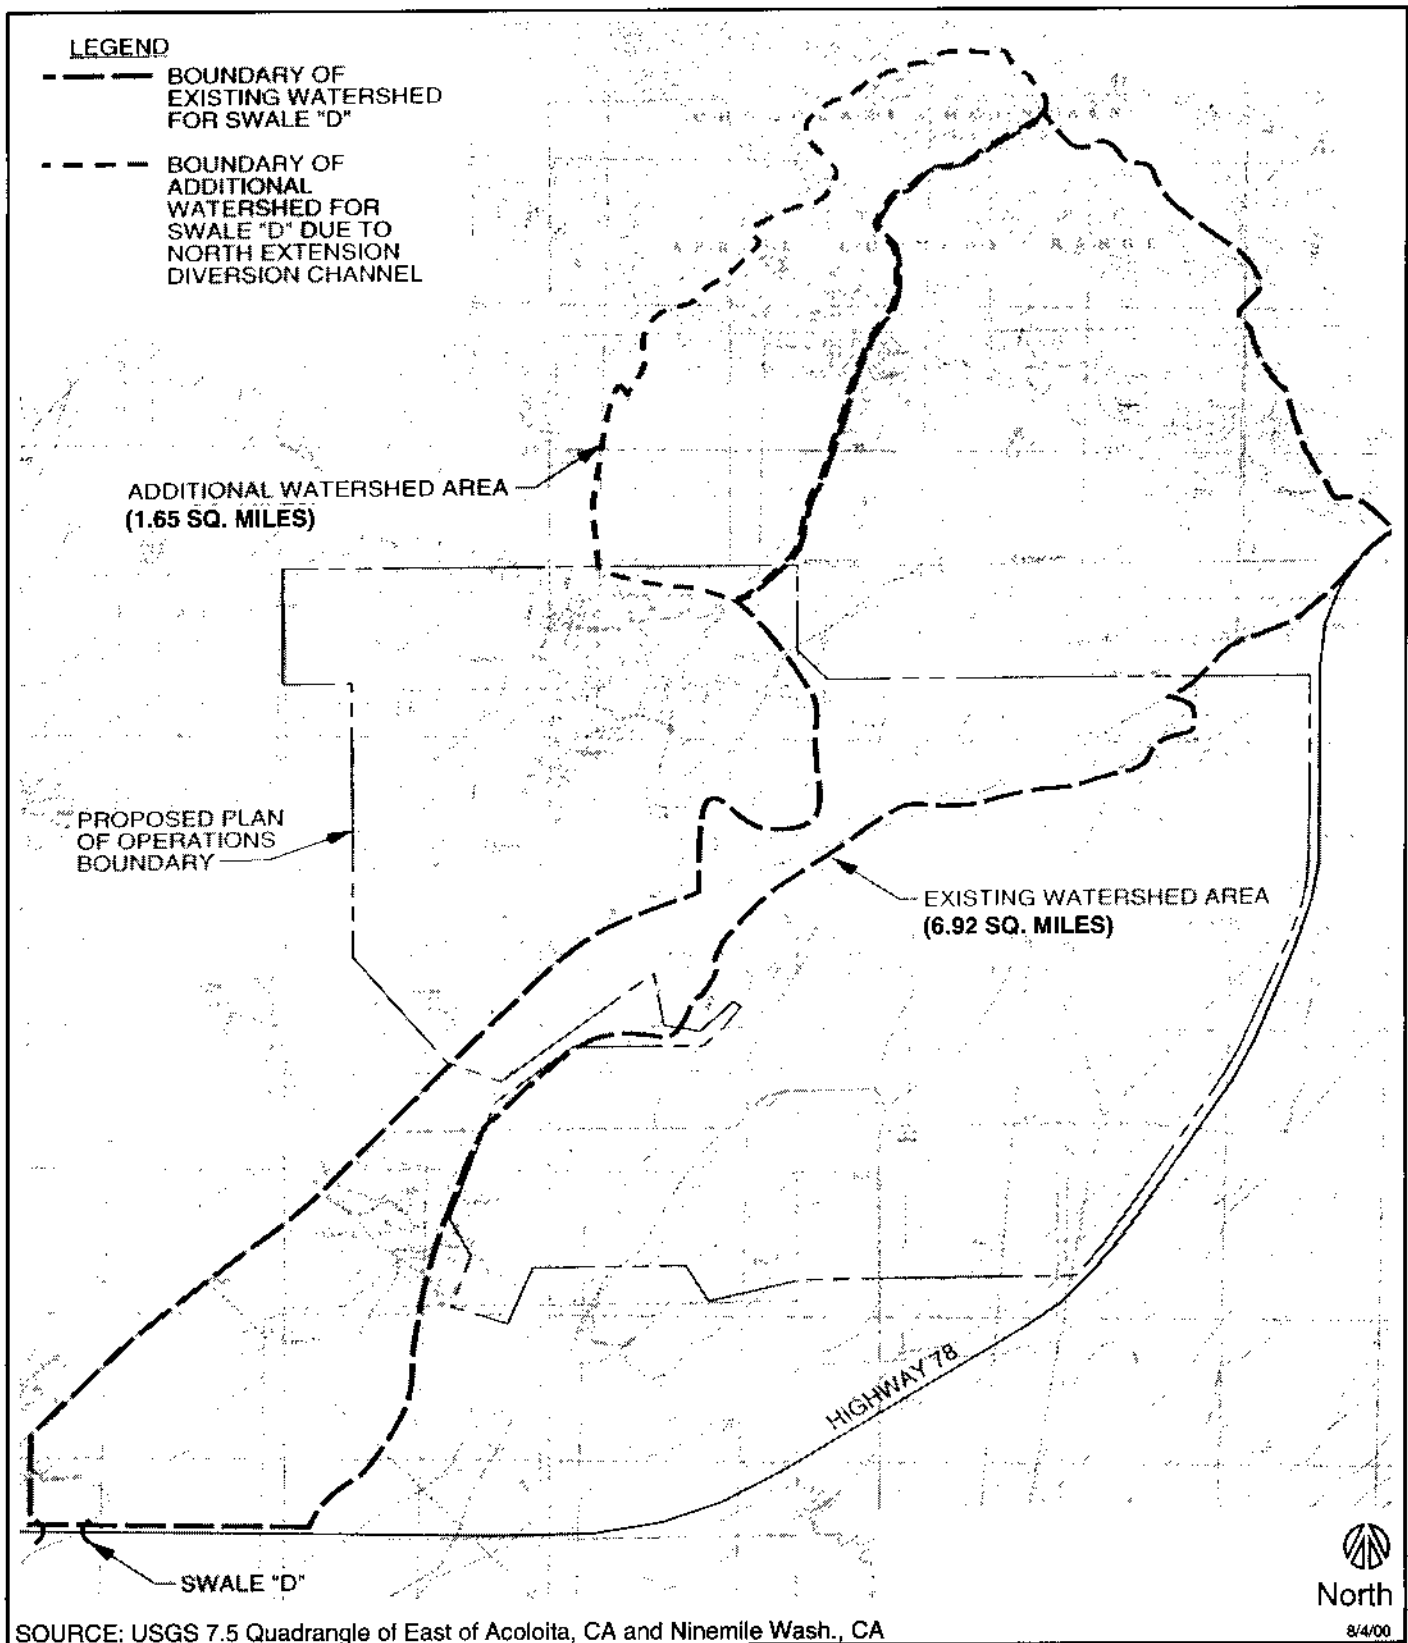 LEGEND
BOUNDARY OF
EXISTING WATERSHED
FOR SWALE "D"
BOUNDARY OF
ADDITIONAL
WATERSHED FOR
SWALE "D" DUE TO
NORTH EXTENSION
DIVERSION CHANNEL
ADDITIONAL WATERSHED AREA
(1.65 SQ. MILES)
PROPOSED PLAN
OF OPERATIONS
BOUNDARY
EXISTING WATERSHED AREA
(6.92 SQ. MILES)
HIGHWAY 78
SWALE "D"
North
SOURCE: USGS 7.5 Quadrangle of East of Acoloita, CA and Ninemile Wash., CA
8/4/00